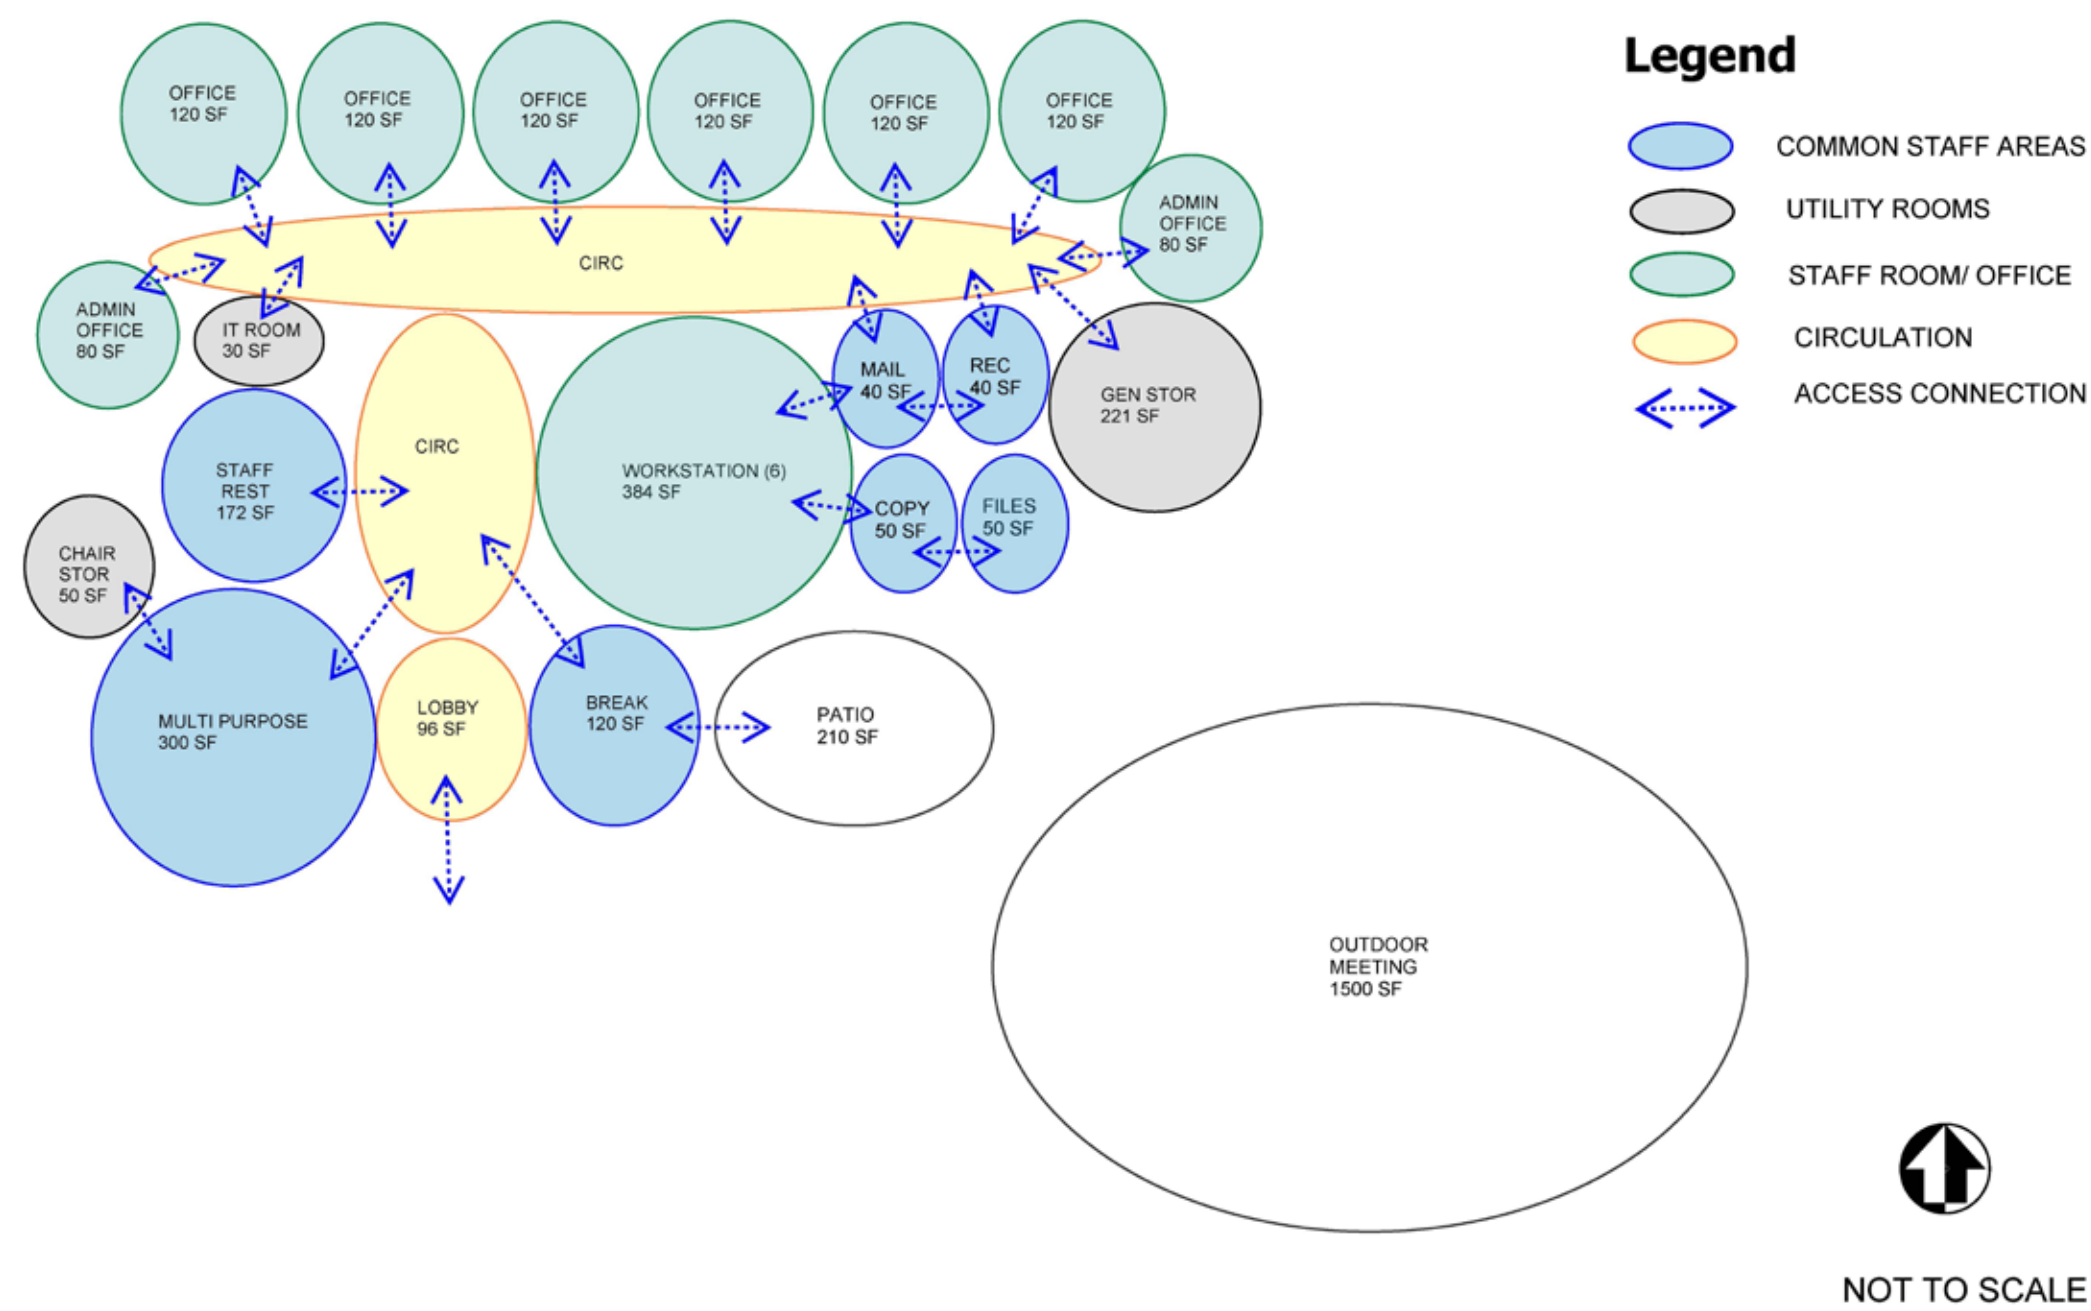 OFFICE
120 SF
OFFICE
120 SF
OFFICE
120 SF
OFFICE
120 SF
OFFICE
120 SF
OFFICE
120 SF
ADMIN
OFFICE
80 SF
CIRC
ADMIN
OFFICE
80 SF
IT ROOM
30 SF
CIRC
WORKSTATION (6)
384 SF
MAIL
40 SF
REC
40 SF
GEN STOR
221 SF
STAFF
REST
172 SF
COPY
50 SF
FILES
50 SF
CHAIR
STOR
50 SF
MULTI PURPOSE
300 SF
LOBBY
96 SF
BREAK
120 SF
PATIO
210 SF
OUTDOOR
MEETING
1500 SF
Legend
COMMON STAFF AREAS
UTILITY ROOMS
STAFF ROOM/ OFFICE
CIRCULATION
ACCESS CONNECTION
NOT TO SCALE